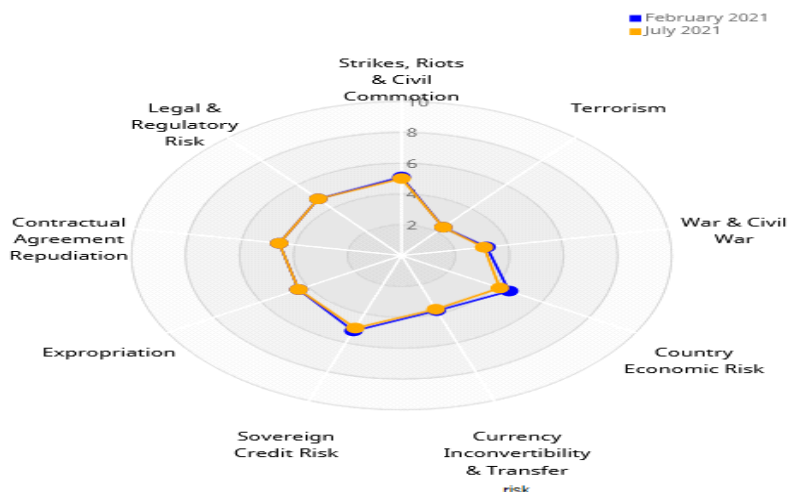 February 2021
July 2021
Strikes, Riots
& Civil
Commotion
10
8
6
4
2
Terrorism
War & Civil
War
Country
Economic Risk
Currency
Inconvertibility
& Transfer
risk
Sovereign
Credit Risk
Expropriation
Contractual
Agreement
Repudiation
Legal &
Regulatory
Risk